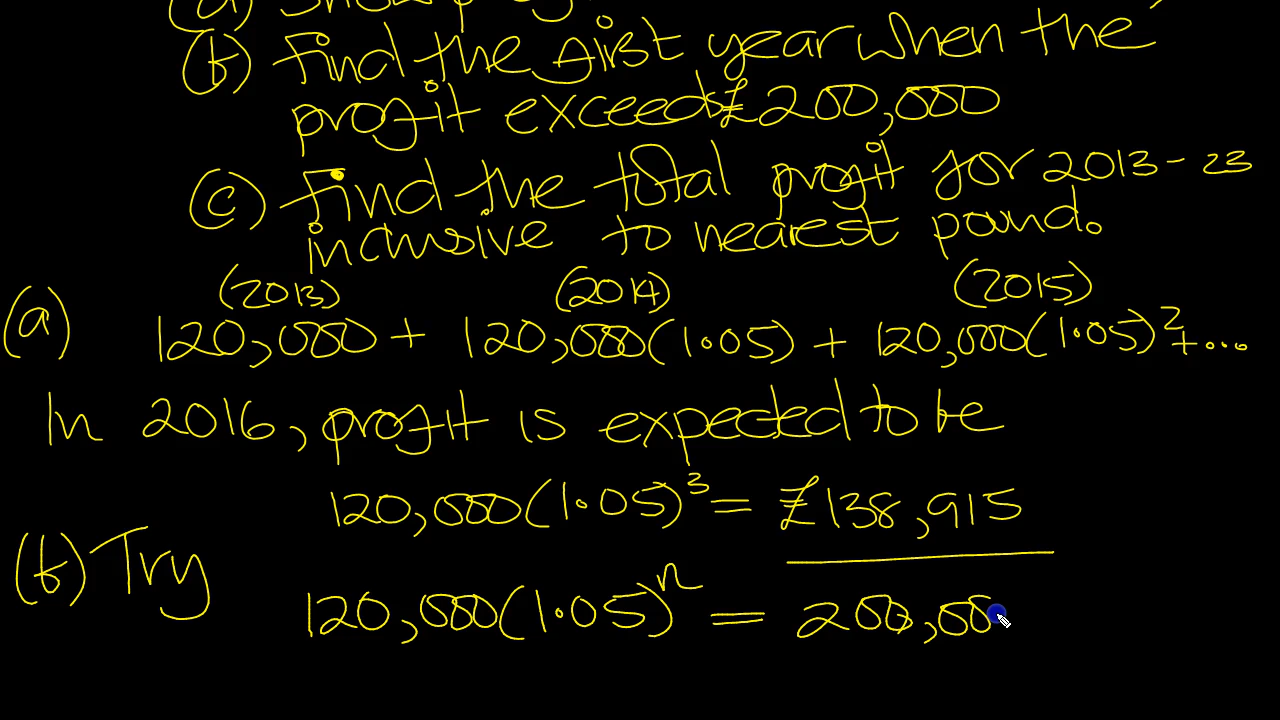 (b) Find the first year when the
profit exceeds £200,000
(c) Find the total profit for 2013-23
inclusive to nearest pound.
(2013) (2014) (2015)
(a) 120,000 + 120,000(1.05) + 120,000(1.05)² + ...
In 2016, profit is expected to be
120,000(1.05)³ = £138,915
(b) Try
120,000(1.05)ⁿ = 200,000